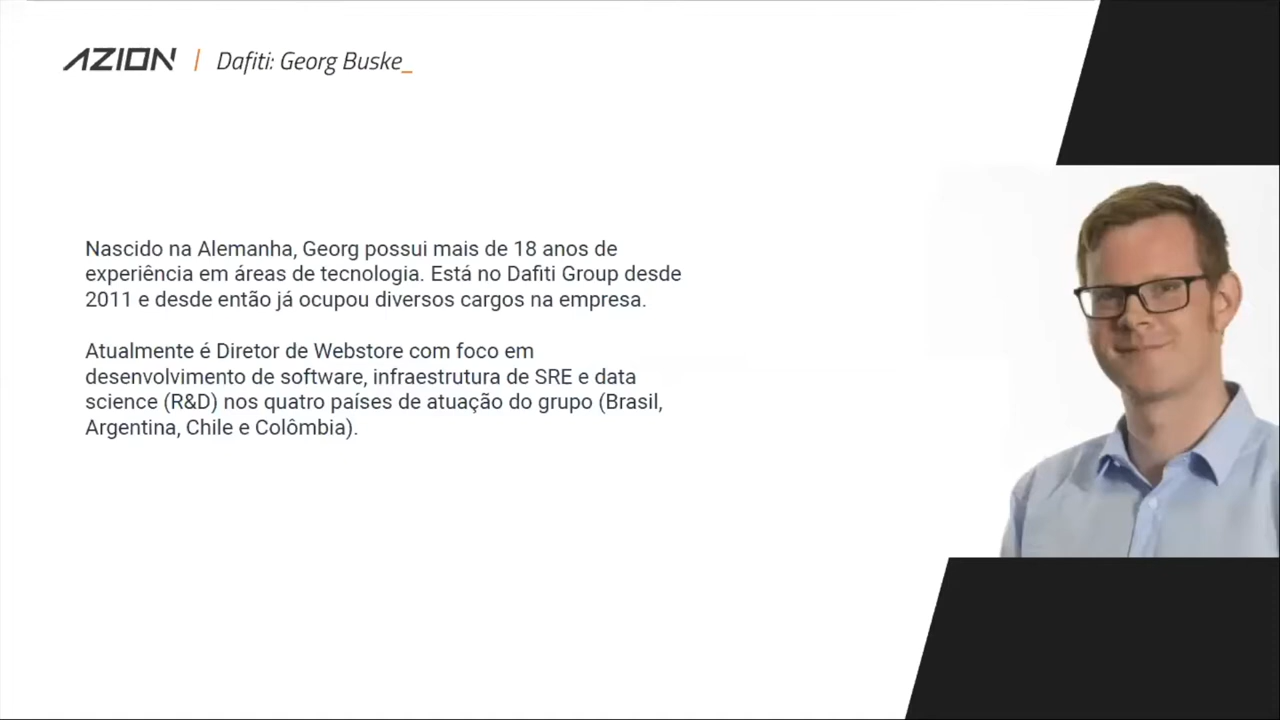 AZION | Dafiti: Georg Buske_
Nascido na Alemanha, Georg possui mais de 18 anos de
experiência em áreas de tecnologia. Está no Dafiti Group desde
2011 e desde então já ocupou diversos cargos na empresa.
Atualmente é Diretor de Webstore com foco em
desenvolvimento de software, infraestrutura de SRE e data
science (R&D) nos quatro países de atuação do grupo (Brasil,
Argentina, Chile e Colômbia).